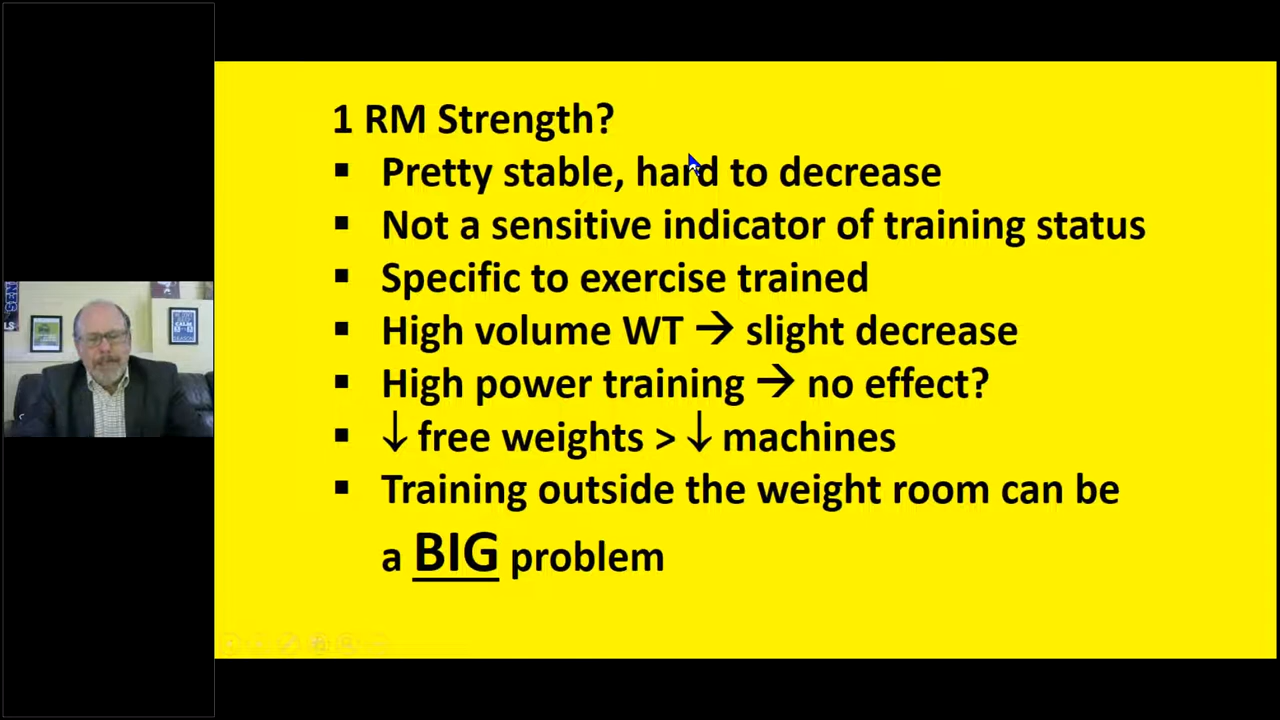 1 RM Strength?
▪ Pretty stable, hard to decrease
▪ Not a sensitive indicator of training status
▪ Specific to exercise trained
▪ High volume WT → slight decrease
▪ High power training → no effect?
▪ ↓ free weights > ↓ machines
▪ Training outside the weight room can be
a BIG problem